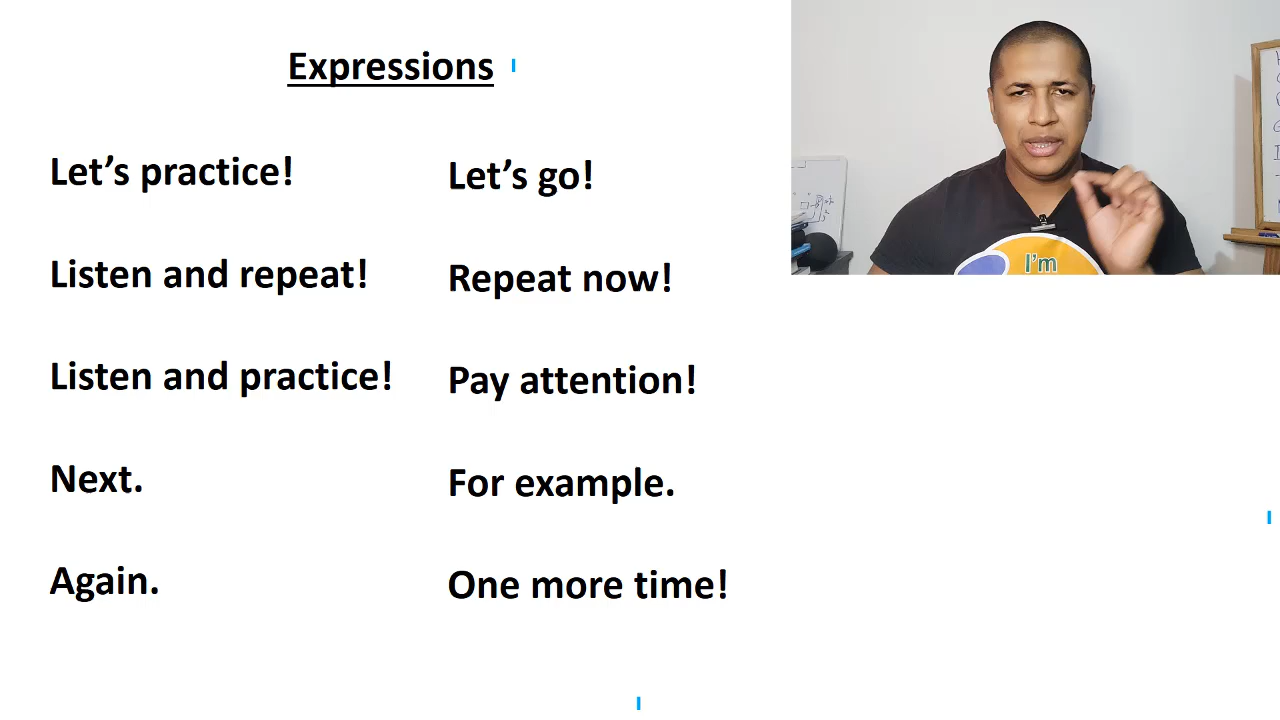 Expressions
Let's practice!
Listen and repeat!
Listen and practice!
Next.
Again.
Let's go!
Repeat now!
Pay attention!
For example.
One more time!
I'm